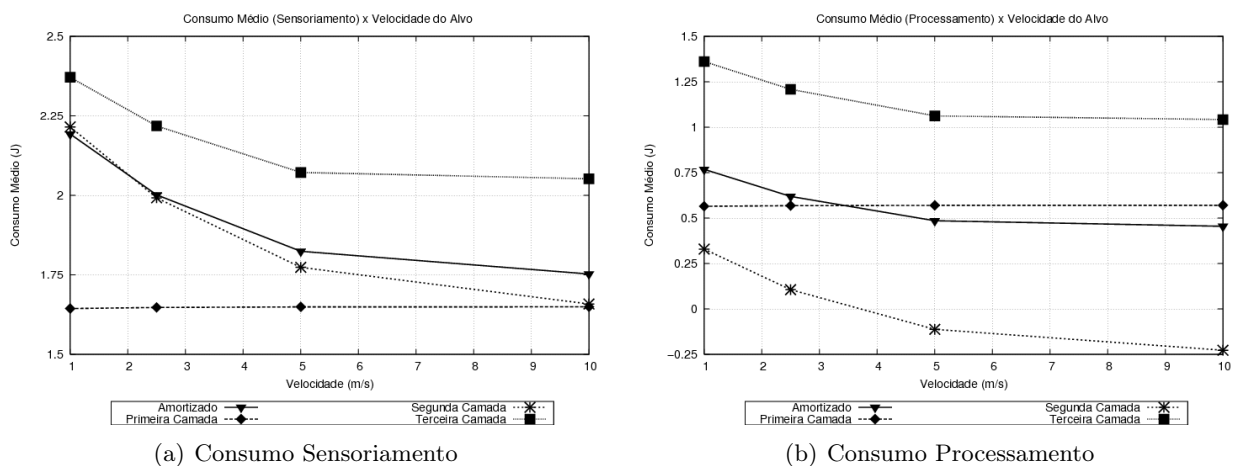 Consumo Médio (Sensoriamento) x Velocidade do Alvo
2.5
2.25
2
1.75
1.5
Consumo Médio (J)
1 2 3 4 5 6 7 8 9 10
Velocidade (m/s)
Amortizado
Primeira Camada
Segunda Camada
Terceira Camada
(a) Consumo Sensoriamento
Consumo Médio (Processamento) x Velocidade do Alvo
1.5
1.25
1
0.75
0.5
0.25
0
−0.25
Consumo Médio (J)
1 2 3 4 5 6 7 8 9 10
Velocidade (m/s)
Amortizado
Primeira Camada
Segunda Camada
Terceira Camada
(b) Consumo Processamento